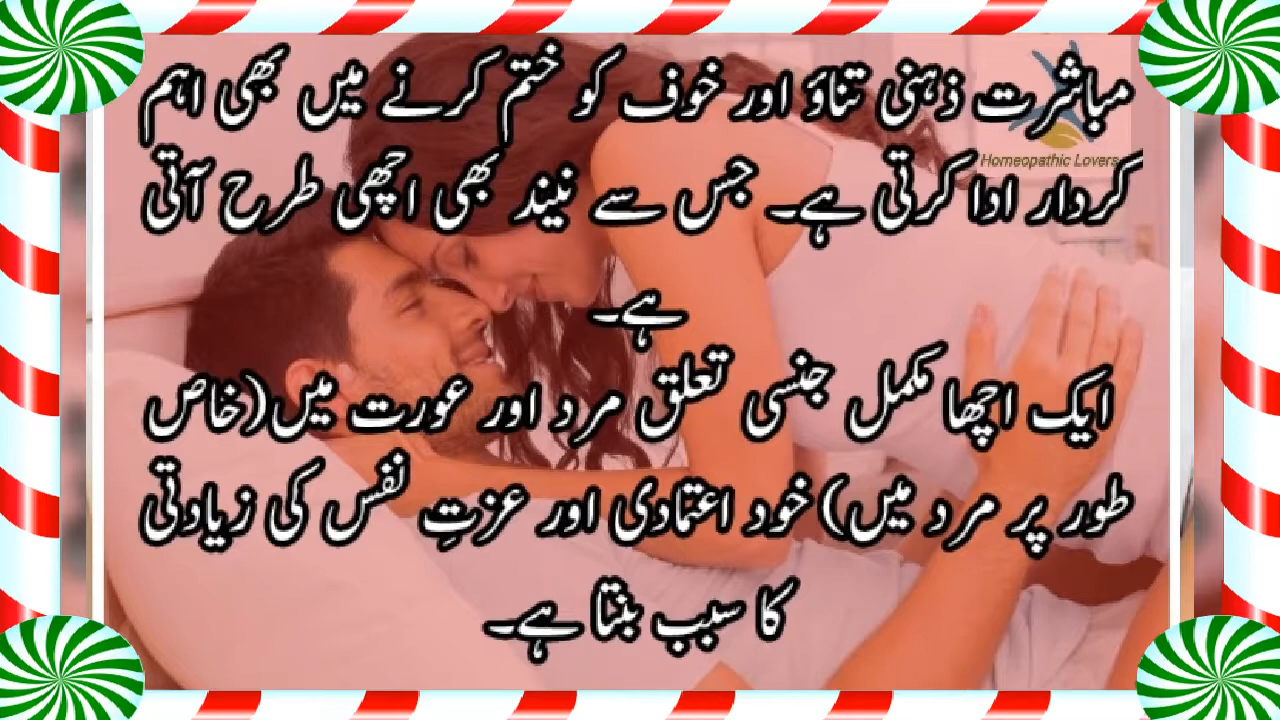 مباشرت ذہنی تناؤ اور خوف کو ختم کرنے میں بھی اہم
Homeopathic Lovers
کردار ادا کرتی ہے۔ جس سے نیند بھی اچھی طرح آتی
ہے۔
ایک اچھا مکمل جنسی تعلق مرد اور عورت میں(خاص
طور پر مرد میں) خود اعتمادی اور عزتِ نفس کی زیادتی
کا سبب بنتا ہے۔